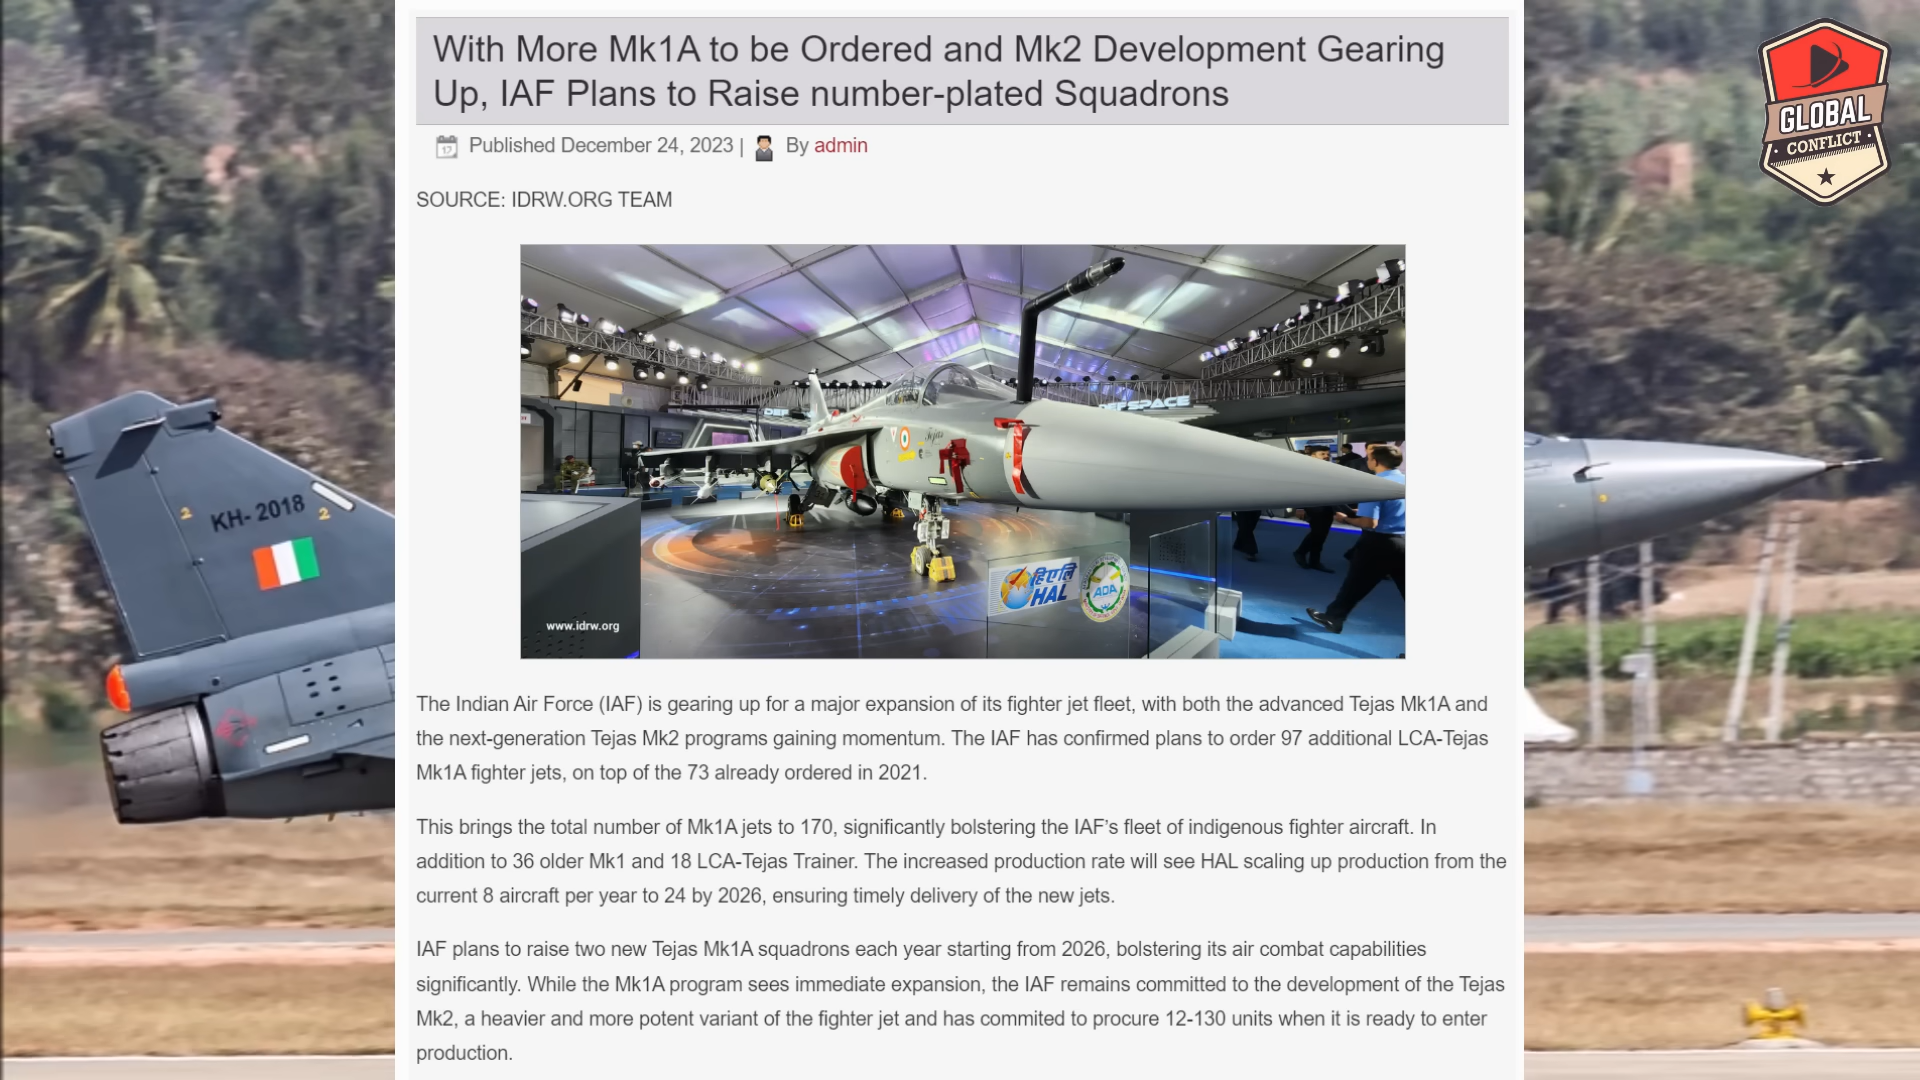 With More Mk1A to be Ordered and Mk2 Development Gearing
Up, IAF Plans to Raise number-plated Squadrons
17
Published December 24, 2023 |
By admin
GLOBAL
CONFLICT
SOURCE: IDRW.ORG TEAM
Tejas
हिएएलि
HAL
ADA
www.idrw.org
2 KH-2018 2
The Indian Air Force (IAF) is gearing up for a major expansion of its fighter jet fleet, with both the advanced Tejas Mk1A and
the next-generation Tejas Mk2 programs gaining momentum. The IAF has confirmed plans to order 97 additional LCA-Tejas
Mk1A fighter jets, on top of the 73 already ordered in 2021.
This brings the total number of Mk1A jets to 170, significantly bolstering the IAF's fleet of indigenous fighter aircraft. In
addition to 36 older Mk1 and 18 LCA-Tejas Trainer. The increased production rate will see HAL scaling up production from the
current 8 aircraft per year to 24 by 2026, ensuring timely delivery of the new jets.
IAF plans to raise two new Tejas Mk1A squadrons each year starting from 2026, bolstering its air combat capabilities
significantly. While the Mk1A program sees immediate expansion, the IAF remains committed to the development of the Tejas
Mk2, a heavier and more potent variant of the fighter jet and has commited to procure 12-130 units when it is ready to enter
production.